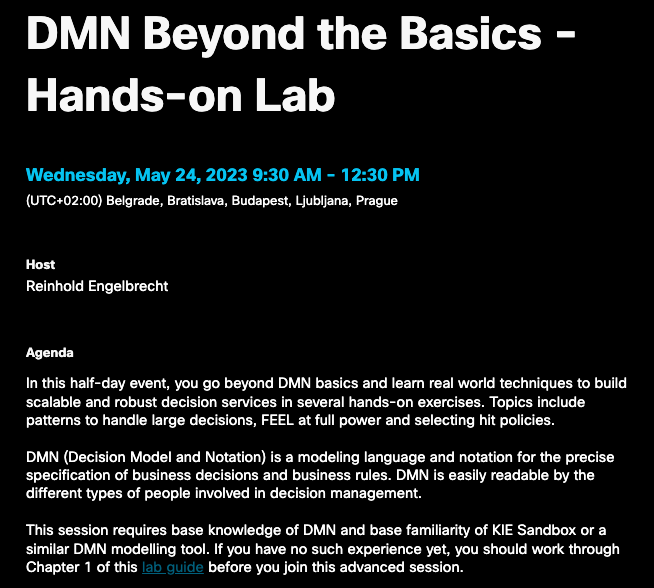 DMN Beyond the Basics -
Hands-on Lab
Wednesday, May 24, 2023 9:30 AM - 12:30 PM
(UTC+02:00) Belgrade, Bratislava, Budapest, Ljubljana, Prague
Host
Reinhold Engelbrecht
Agenda
In this half-day event, you go beyond DMN basics and learn real world techniques to build
scalable and robust decision services in several hands-on exercises. Topics include
patterns to handle large decisions, FEEL at full power and selecting hit policies.
DMN (Decision Model and Notation) is a modeling language and notation for the precise
specification of business decisions and business rules. DMN is easily readable by the
different types of people involved in decision management.
This session requires base knowledge of DMN and base familiarity of KIE Sandbox or a
similar DMN modelling tool. If you have no such experience yet, you should work through
Chapter 1 of this lab guide before you join this advanced session.